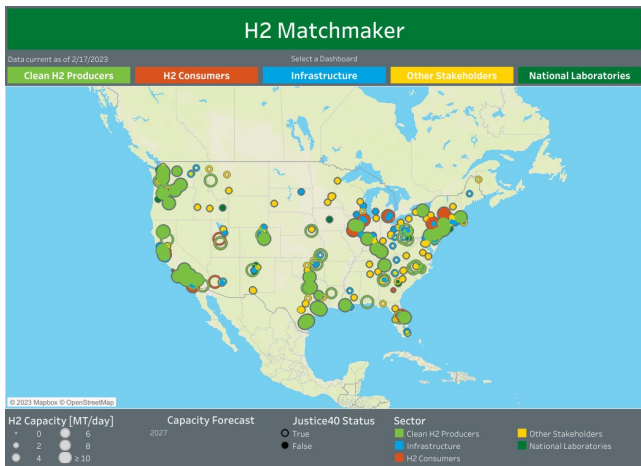 H2 Matchmaker
Data current as of 2/17/2023
Select a Dashboard
Clean H2 Producers
H2 Consumers
Infrastructure
Other Stakeholders
National Laboratories
© 2023 Mapbox © OpenStreetMap
H2 Capacity [MT/day]
0 6
2 8
4 ≥ 10
Capacity Forecast
2027
Justice40 Status
True
False
Sector
Clean H2 Producers
Infrastructure
H2 Consumers
Other Stakeholders
National Laboratories